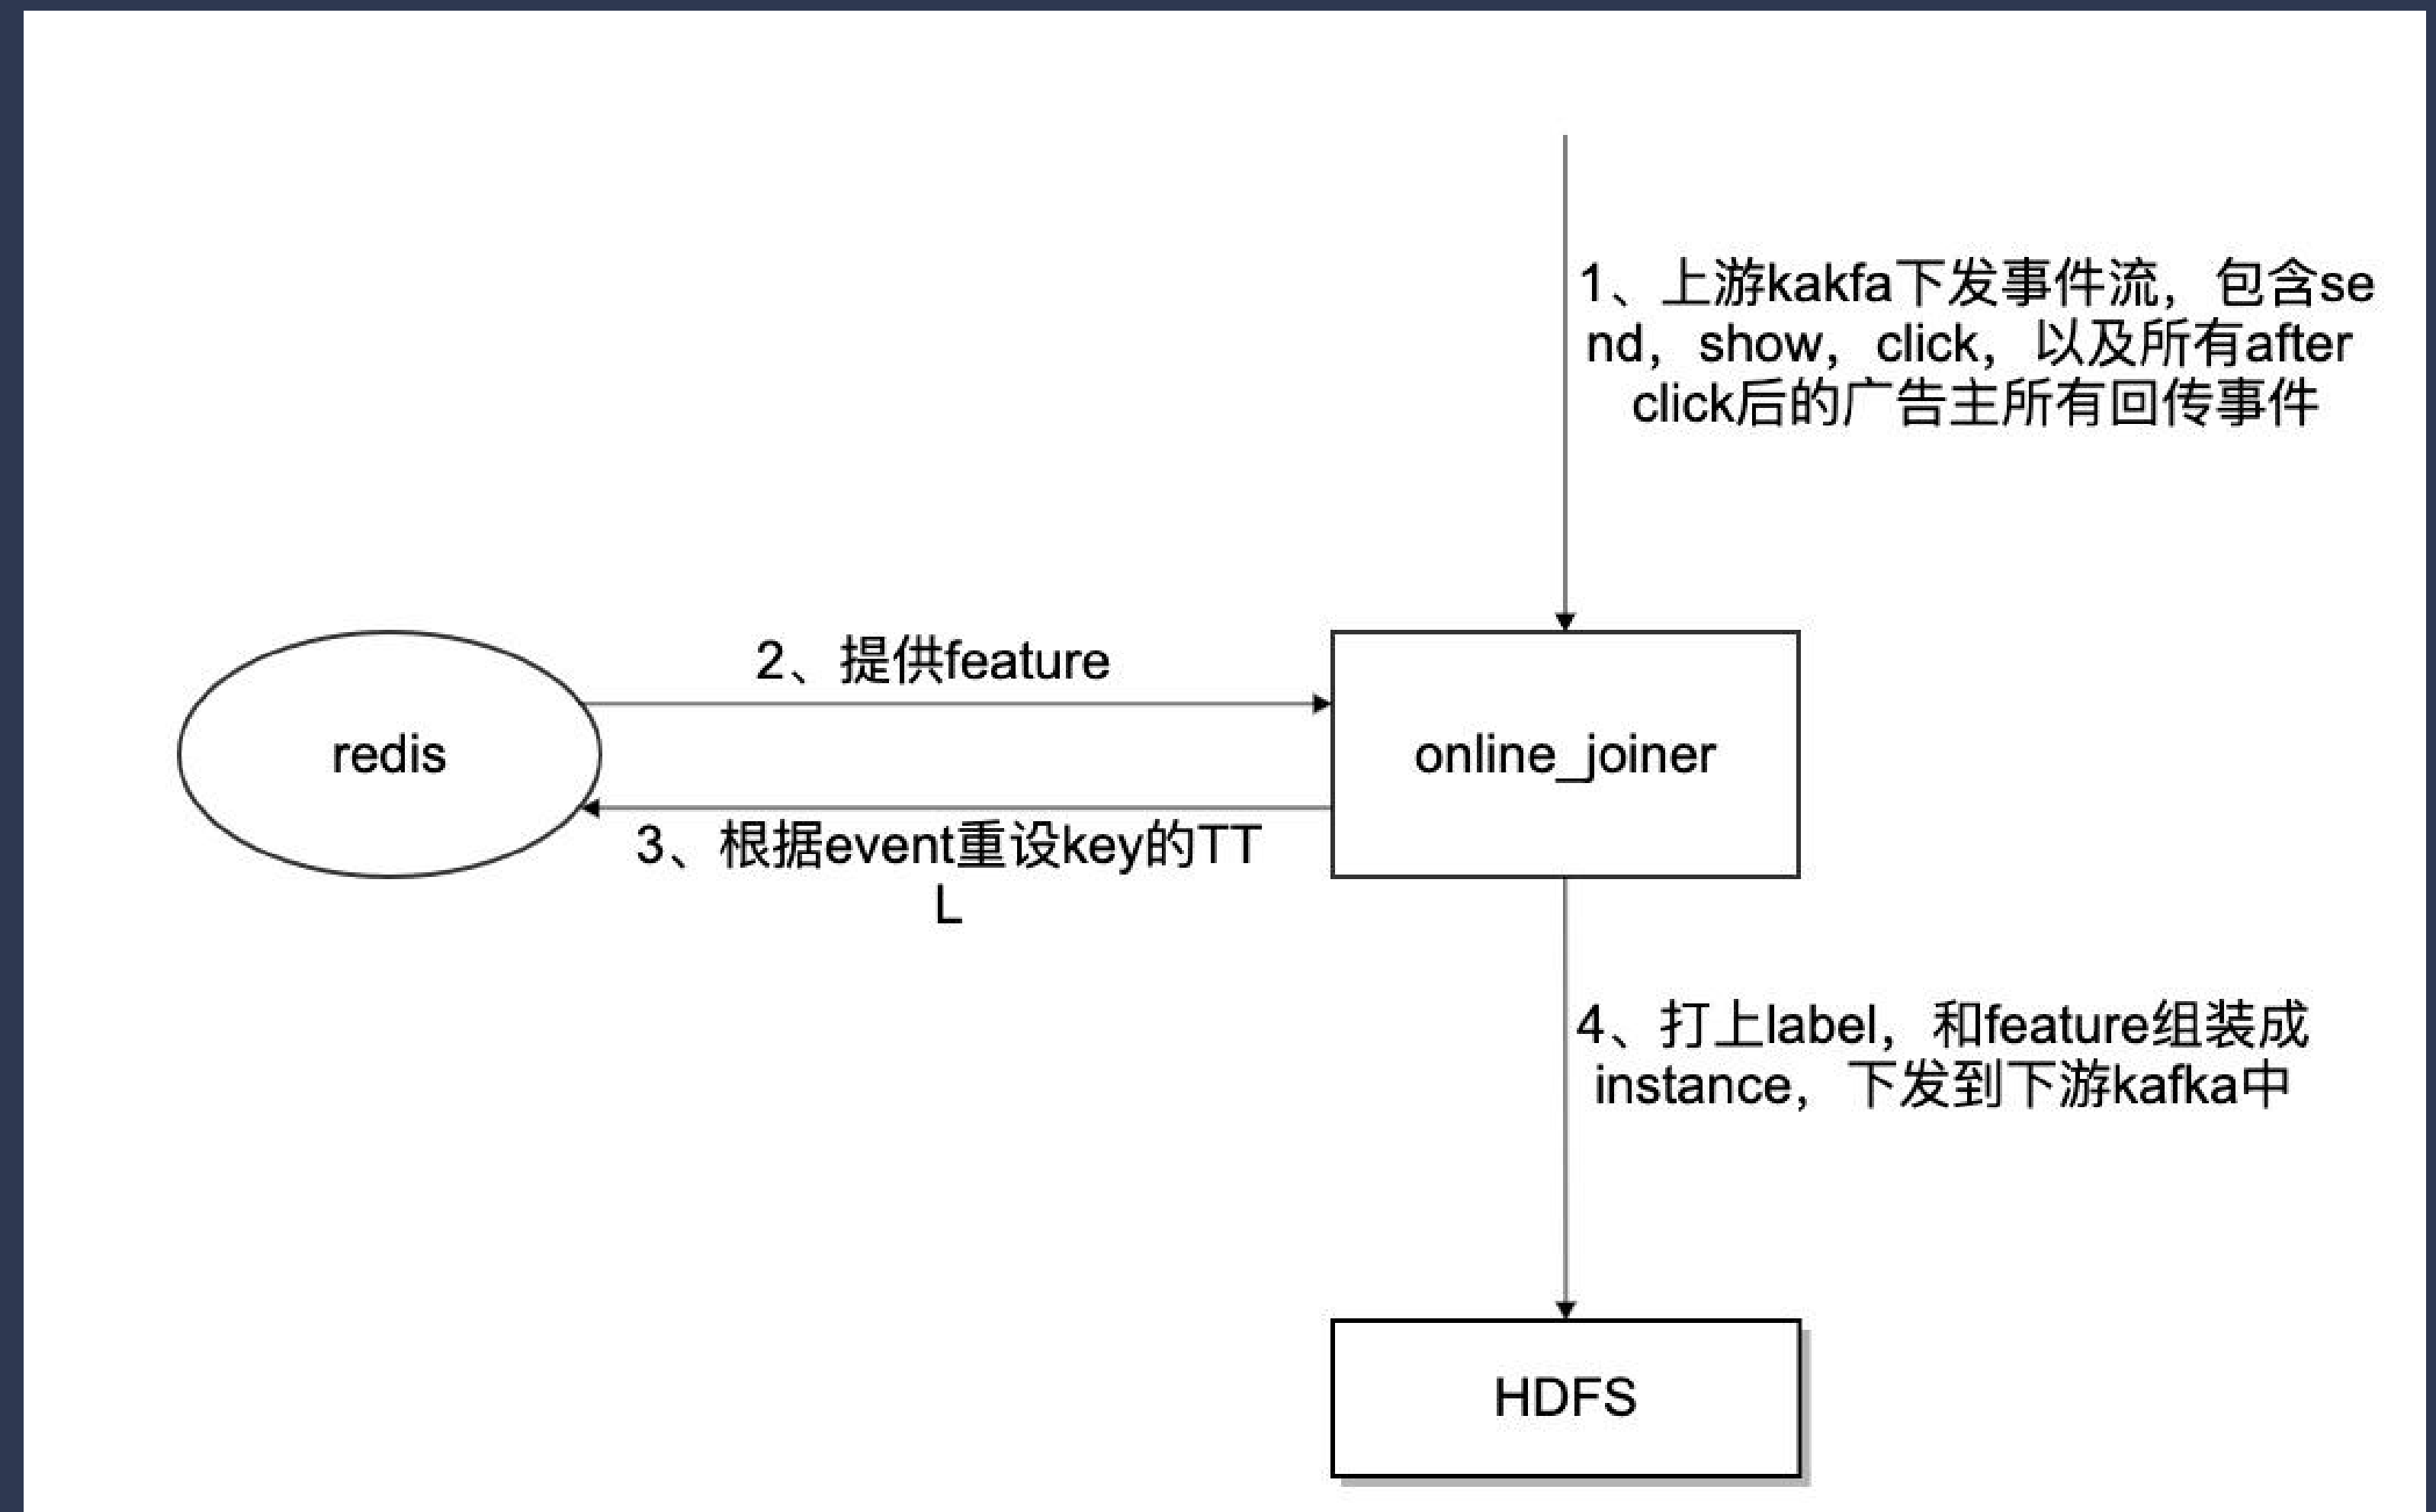 1、上游kakfa下发事件流，包含se
nd，show，click，以及所有after
click后的广告主所有回传事件
2、提供feature
redis
online_joiner
3、根据event重设key的TT
L
4、打上label，和feature组装成
instance，下发到下游kafka中
HDFS